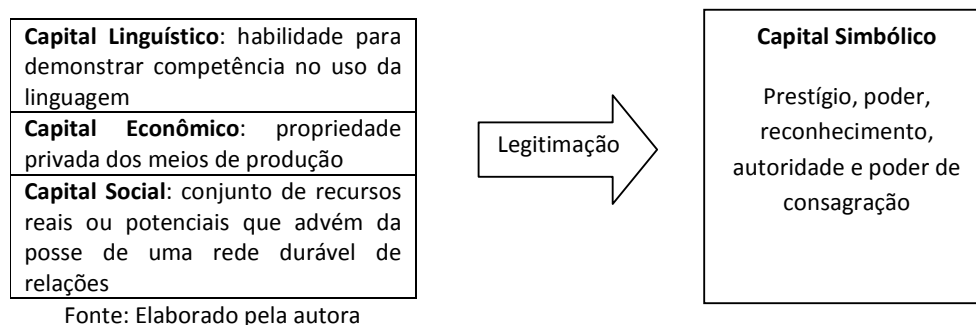 Capital Linguístico: habilidade para
demonstrar competência no uso da
linguagem
Capital Econômico: propriedade
privada dos meios de produção
Capital Social: conjunto de recursos
reais ou potenciais que advém da
posse de uma rede durável de
relações
Fonte: Elaborado pela autora
Legitimação
Capital Simbólico
Prestígio, poder,
reconhecimento,
autoridade e poder de
consagração